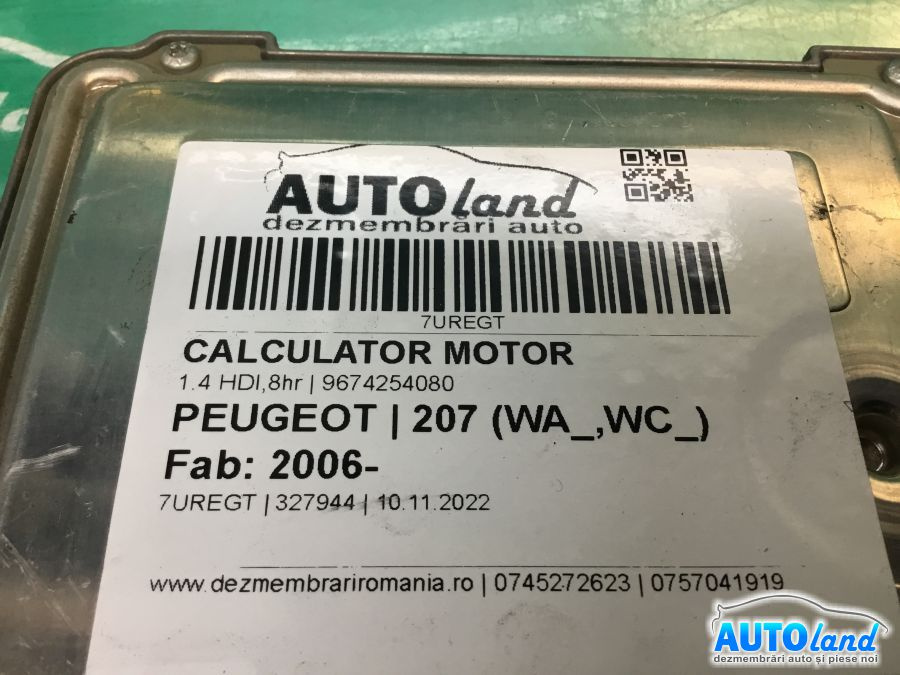 AUTOland
dezmembrari auto
7UREGT
CALCULATOR MOTOR
1.4 HDI,8hr | 9674254080
PEUGEOT | 207 (WA_,WC_)
Fab: 2006-
7UREGT | 327944 | 10.11.2022
www.dezmembrariromania.ro | 0745272623 | 0757041919
AUTOland
dezmembrări auto și piese noi